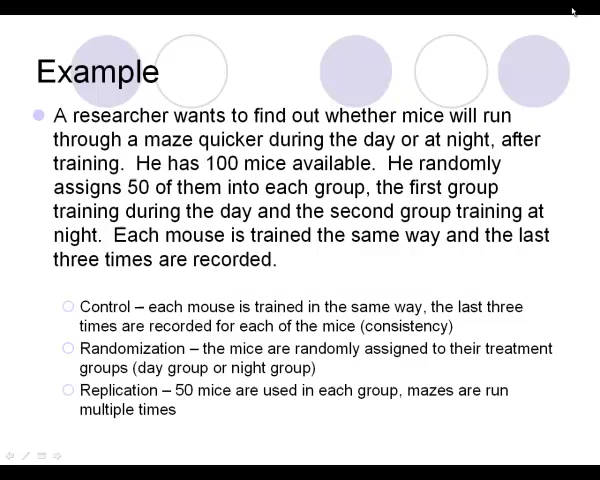 Example
A researcher wants to find out whether mice will run
through a maze quicker during the day or at night, after
training. He has 100 mice available. He randomly
assigns 50 of them into each group, the first group
training during the day and the second group training at
night. Each mouse is trained the same way and the last
three times are recorded.
Control – each mouse is trained in the same way, the last three
times are recorded for each of the mice (consistency)
Randomization – the mice are randomly assigned to their treatment
groups (day group or night group)
Replication – 50 mice are used in each group, mazes are run
multiple times